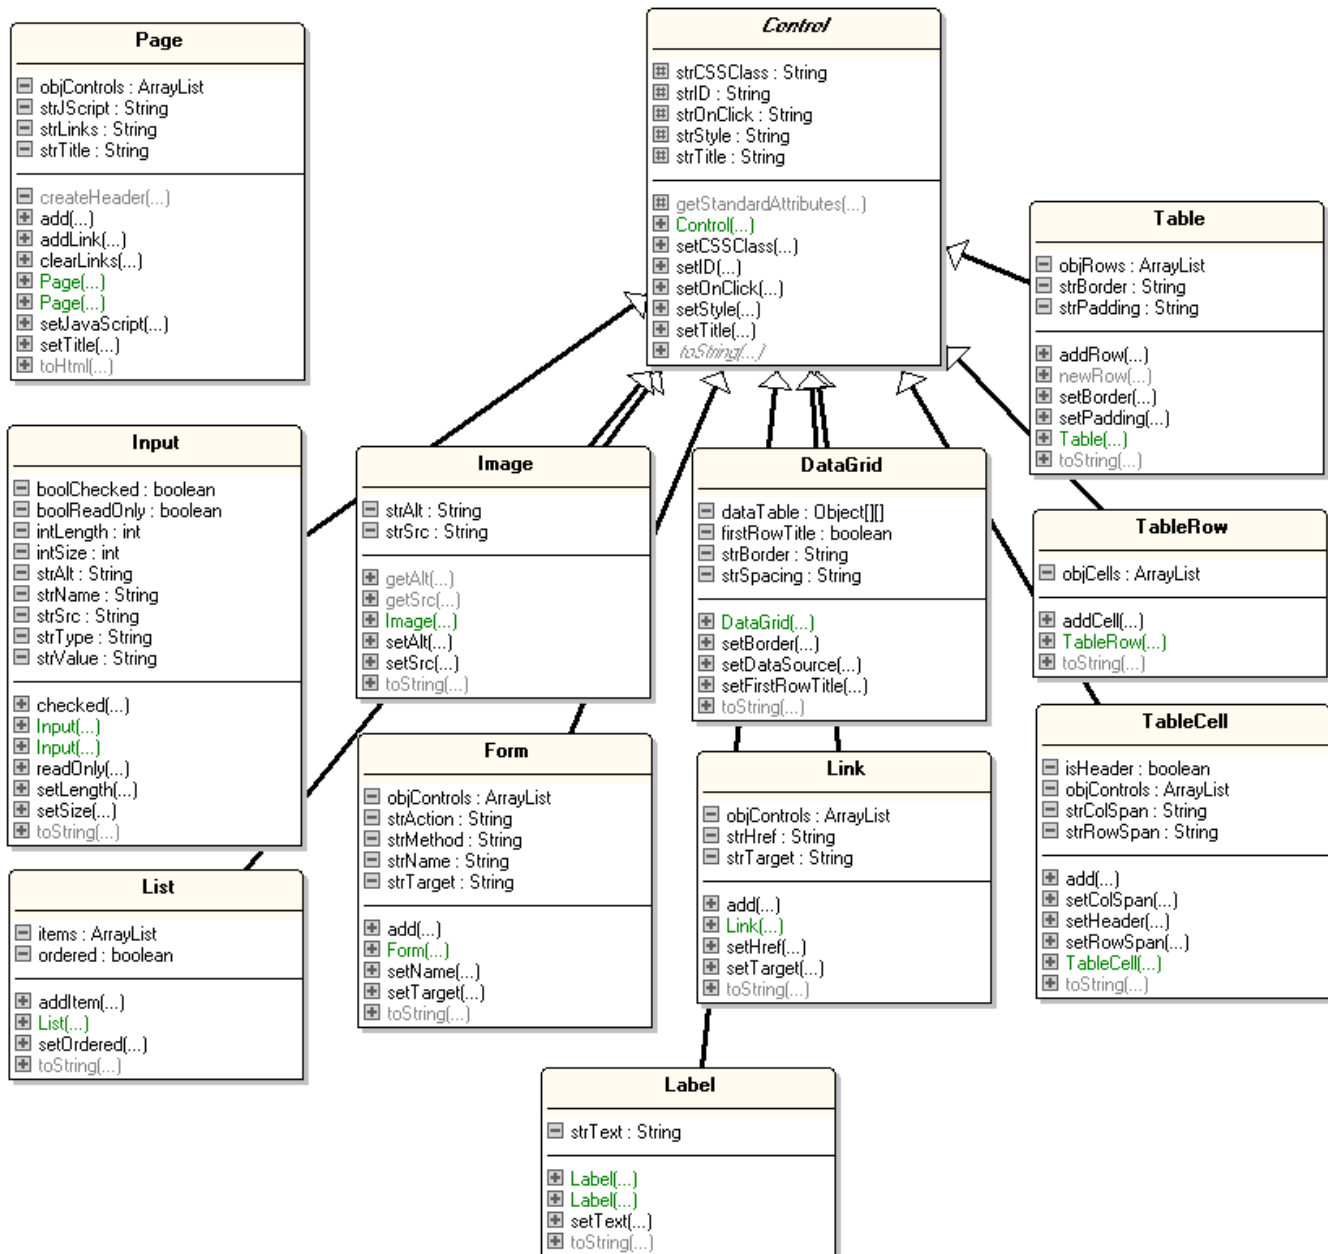 Page
objControls : ArrayList
strJScript : String
strLinks : String
strTitle : String
createHeader(...)
add(...)
addLink(...)
clearLinks(...)
Page(...)
Page(...)
setJavaScript(...)
setTitle(...)
toHtml(...)
Control
strCSSClass : String
strID : String
strOnClick : String
strStyle : String
strTitle : String
getStandardAttributes(...)
Control(...)
setCSSClass(...)
setID(...)
setOnClick(...)
setStyle(...)
setTitle(...)
toString(...)
Table
objRows : ArrayList
strBorder : String
strPadding : String
addRow(...)
newRow(...)
setBorder(...)
setPadding(...)
Table(...)
toString(...)
Input
boolChecked : boolean
boolReadOnly : boolean
intLength : int
intSize : int
strAlt : String
strName : String
strSrc : String
strType : String
strValue : String
checked(...)
Input(...)
Input(...)
readOnly(...)
setLength(...)
setSize(...)
toString(...)
Image
strAlt : String
strSrc : String
getAlt(...)
getSrc(...)
Image(...)
setAlt(...)
setSrc(...)
toString(...)
DataGrid
dataTable : Object[][]
firstRowTitle : boolean
strBorder : String
strSpacing : String
DataGrid(...)
setBorder(...)
setDataSource(...)
setFirstRowTitle(...)
toString(...)
TableRow
objCells : ArrayList
addCell(...)
TableRow(...)
toString(...)
TableCell
isHeader : boolean
objControls : ArrayList
strColSpan : String
strRowSpan : String
add(...)
setColSpan(...)
setHeader(...)
setRowSpan(...)
TableCell(...)
toString(...)
Form
objControls : ArrayList
strAction : String
strMethod : String
strName : String
strTarget : String
add(...)
Form(...)
setName(...)
setTarget(...)
toString(...)
Link
objControls : ArrayList
strHref : String
strTarget : String
add(...)
Link(...)
setHref(...)
setTarget(...)
toString(...)
List
items : ArrayList
ordered : boolean
addItem(...)
List(...)
setOrdered(...)
toString(...)
Label
strText : String
Label(...)
Label(...)
setText(...)
toString(...)